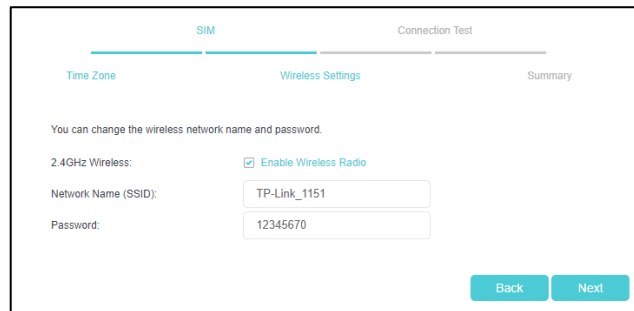 SIM Connection Test
Time Zone Wireless Settings Summary
You can change the wireless network name and password.
2.4GHz Wireless: Enable Wireless Radio
Network Name (SSID): TP-Link_1151
Password: 12345670
Back Next